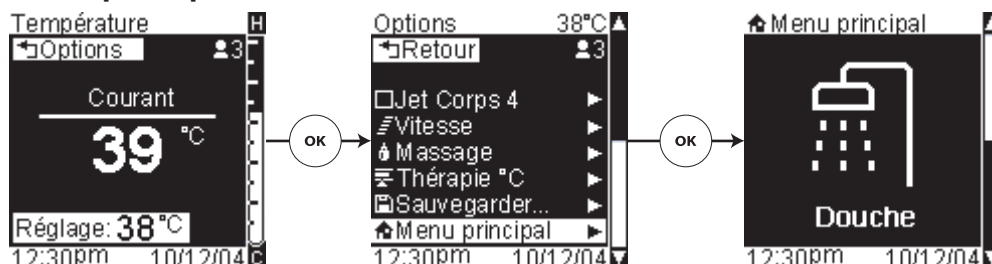 Température H
Options 3
Courant
39 °C
Réglage: 38°C
12:30pm 10/12/04 C
OK
Options 38°C
Retour 3
Jet Corps 4
Vitesse
Massage
Thérapie °C
Sauvegarder...
Menu principal
12:30pm 10/12/04
OK
Menu principal
Douche
12:30pm 10/12/04